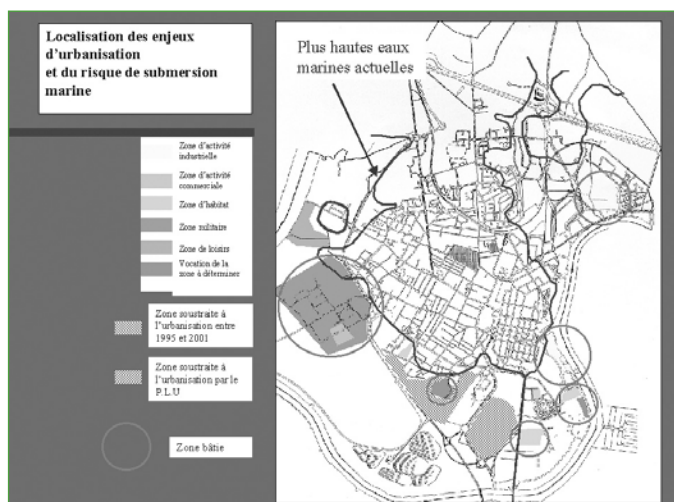 Localisation des enjeux
d'urbanisation
et du risque de submersion
marine
Plus hautes eaux
marines actuelles
Zone d'activité
industrielle
Zone d'activité
commerciale
Zone d'hábitat
Zone militaire
Zone de loisirs
Vocation de la
zone à déterminer
Zone soustraite à
l'urbanisation entre
1995 et 2001
Zone soustraite à
l'urbanisation par le
P.L.U
Zone bâtie